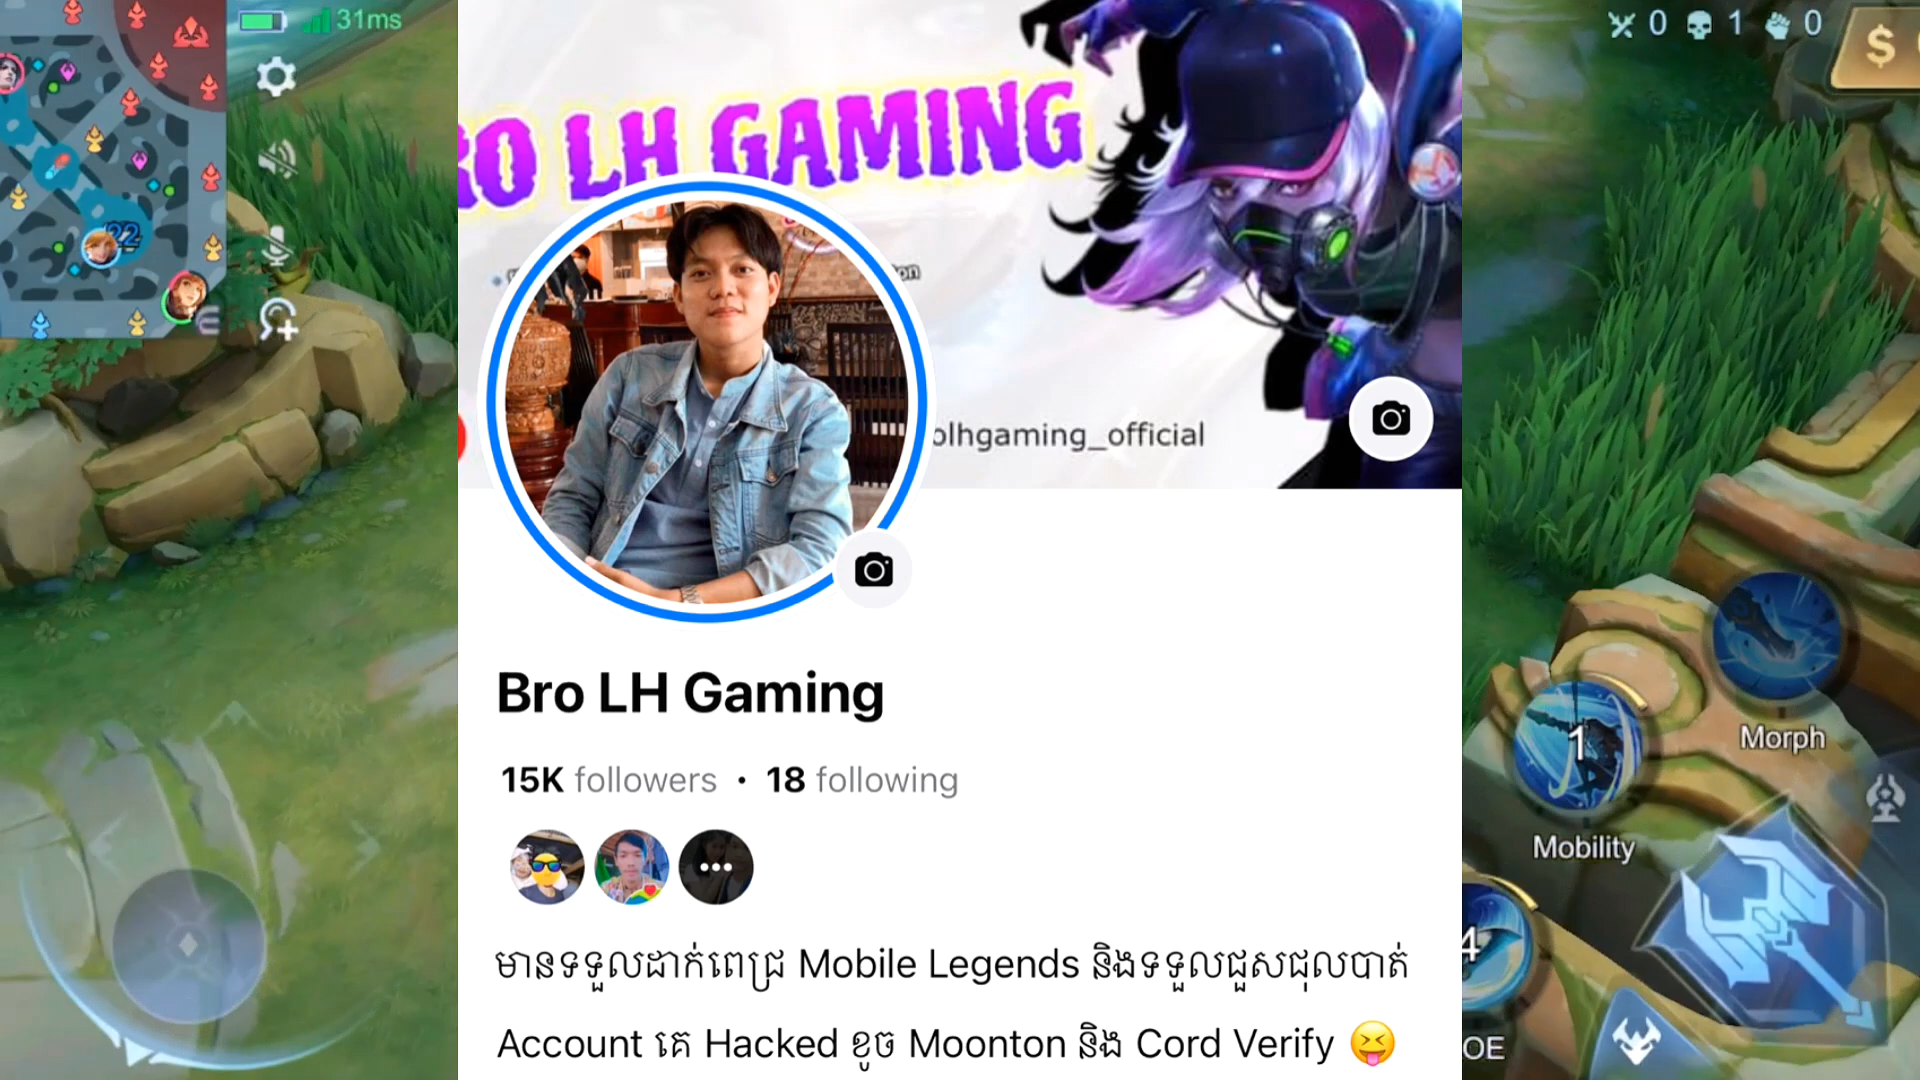 31ms
22
0 1 0
$
RO LH GAMING
on
olhgaming_official
Bro LH Gaming
15K followers • 18 following
មានទទួលដាក់ពេជ្រ Mobile Legends និងទទួលជួសជុលបាត់
Account គេ Hacked ខូច Moonton និង Cord Verify 😝
Morph
1
Mobility
4
OE